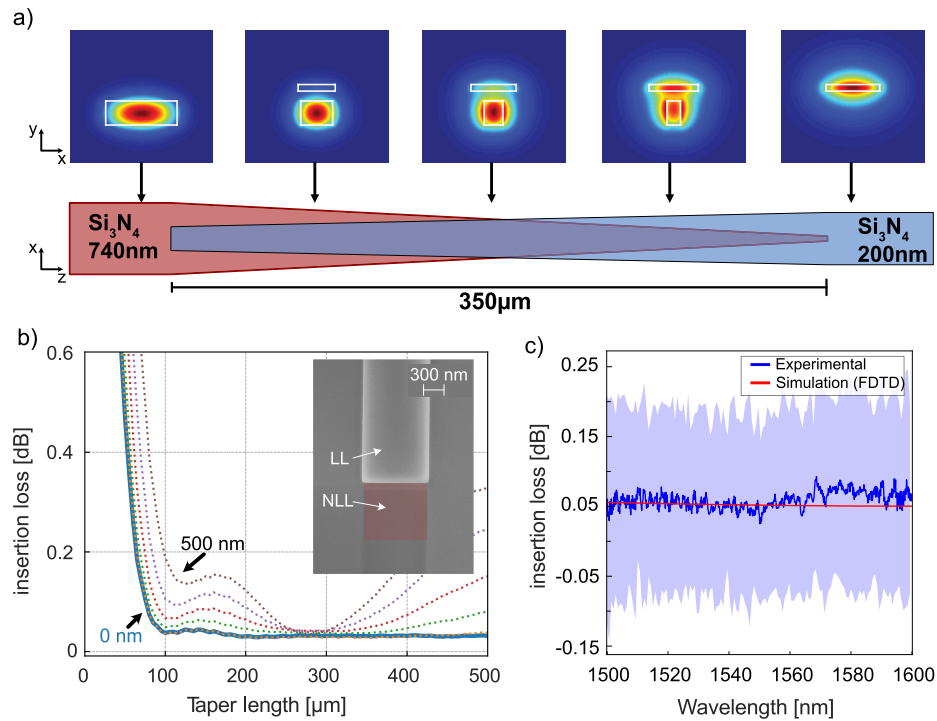 a)
y
x
Si3N4
740nm
Si3N4
200nm
x
z
350µm
b)
0.6
0.4
0.2
0
insertion loss [dB]
300 nm
LL
NLL
500 nm
0 nm
0
100
200
300
400
500
Taper length [µm]
c)
0.25
0.15
0.05
-0.05
-0.15
insertion loss [dB]
Experimental
Simulation (FDTD)
1500
1520
1540
1560
1580
1600
Wavelength [nm]